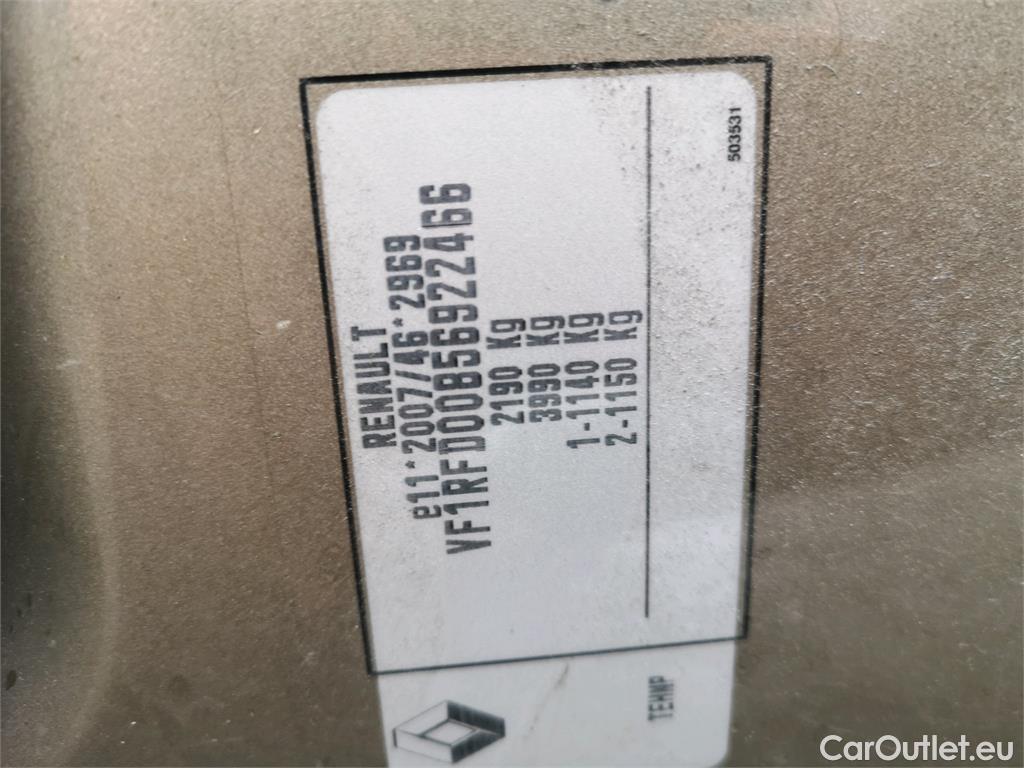 RENAULT
e11*2007/46*2969
VF1RFD00B56922466
2190 Kg
3990 Kg
1-1140 Kg
2-1150 Kg
503531
TEHNP
CarOutlet.eu